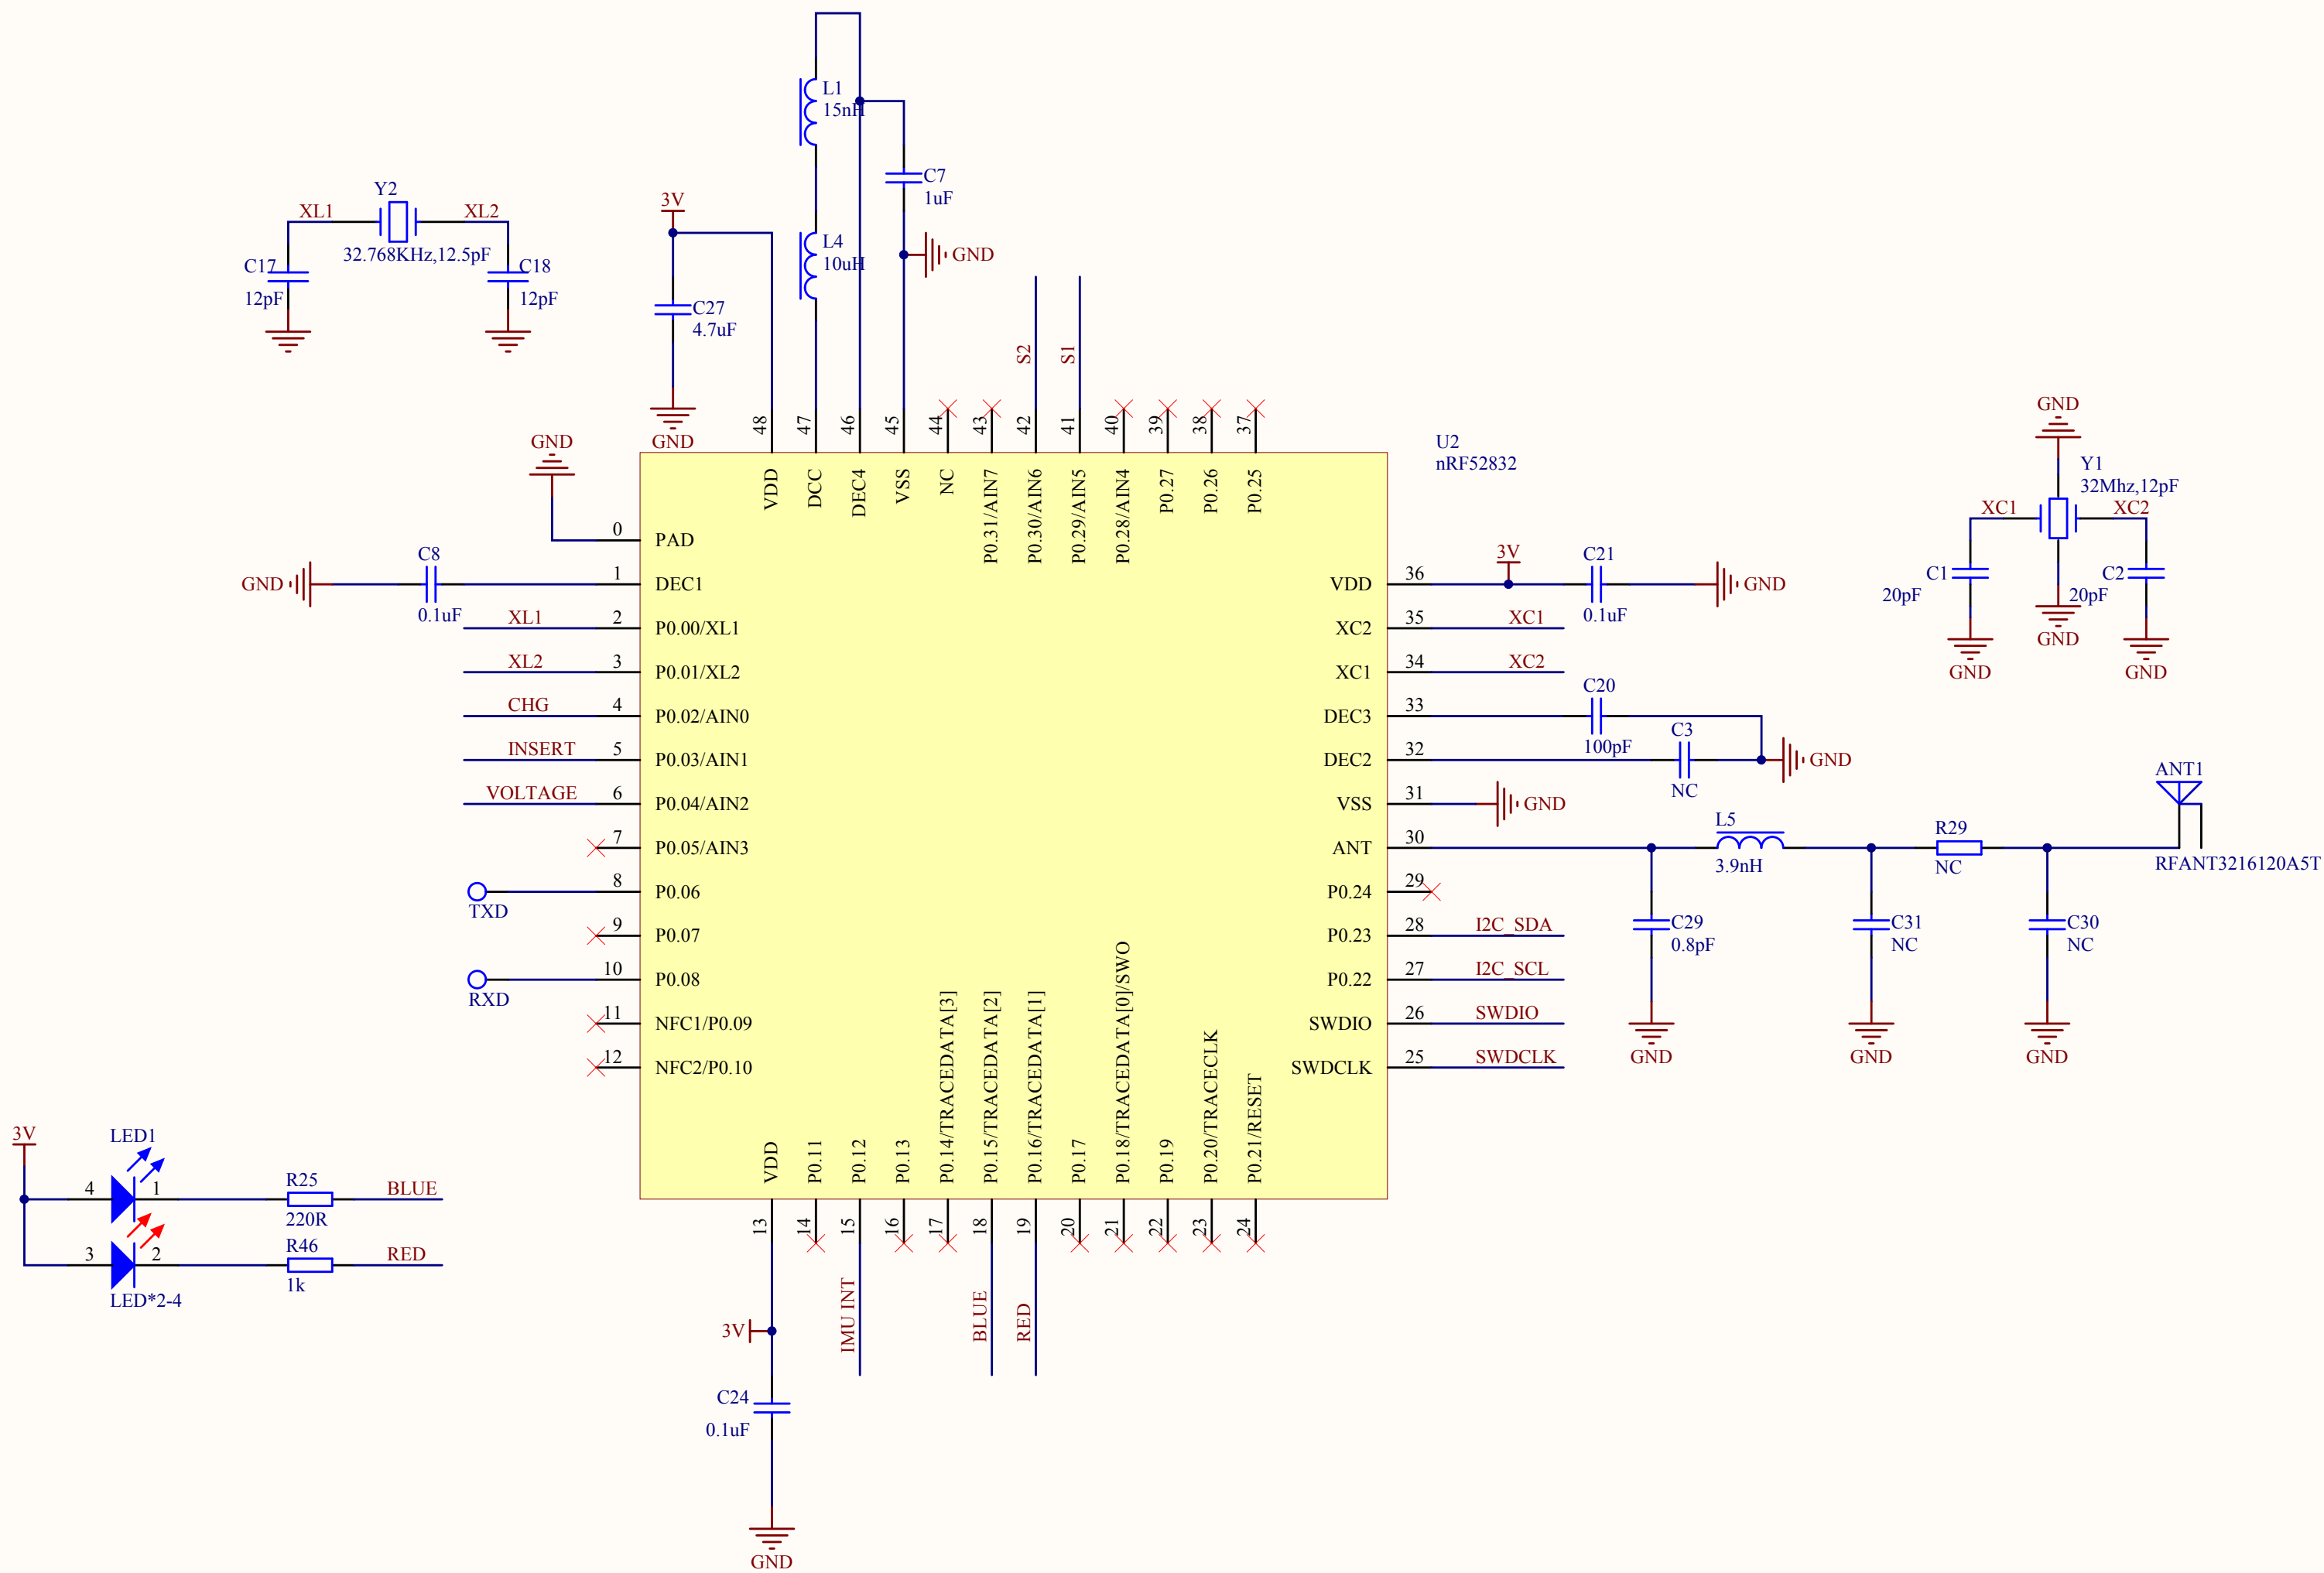 L1
15nH
C7
1uF
Y2
XL1
XL2
32.768KHz,12.5pF
C17
12pF
C18
12pF
3V
L4
10uH
GND
C27
4.7uF
GND
S2
S1
48
47
46
45
44
43
42
41
40
39
38
37
VDD
DCC
DEC4
VSS
NC
P0.31/AIN7
P0.30/AIN6
P0.29/AIN5
P0.28/AIN4
P0.27
P0.26
P0.25
U2
nRF52832
GND
0
PAD
GND
C8
0.1uF
1
DEC1
XL1
2
P0.00/XL1
XL2
3
P0.01/XL2
CHG
4
P0.02/AIN0
INSERT
5
P0.03/AIN1
VOLTAGE
6
P0.04/AIN2
7
P0.05/AIN3
TXD
8
P0.06
9
P0.07
RXD
10
P0.08
11
NFC1/P0.09
12
NFC2/P0.10
VDD
36
3V
C21
0.1uF
GND
XC2
35
XC1
XC1
34
XC2
DEC3
33
C20
100pF
DEC2
32
C3
NC
GND
VSS
31
GND
ANT
30
L5
3.9nH
R29
NC
ANT1
RFANT3216120A5T
C29
0.8pF
GND
C31
NC
GND
C30
NC
GND
P0.24
29
P0.23
28
I2C_SDA
P0.22
27
I2C_SCL
SWDIO
26
SWDIO
SWDCLK
25
SWDCLK
GND
Y1
32Mhz,12pF
XC1
XC2
C1
20pF
C2
20pF
GND
GND
GND
VDD
P0.11
P0.12
P0.13
P0.14/TRACEDATA[3]
P0.15/TRACEDATA[2]
P0.16/TRACEDATA[1]
P0.17
P0.18/TRACEDATA[0]/SWO
P0.19
P0.20/TRACECLK
P0.21/RESET
13
14
15
16
17
18
19
20
21
22
23
24
IMU INT
BLUE
RED
3V
C24
0.1uF
GND
3V
LED1
4
1
R25
220R
BLUE
3
2
R46
1k
RED
LED*2-4